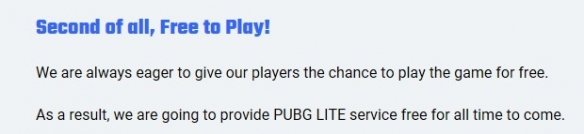 Second of all, Free to Play!
We are always eager to give our players the chance to play the game for free.
As a result, we are going to provide PUBG LITE service free for all time to come.